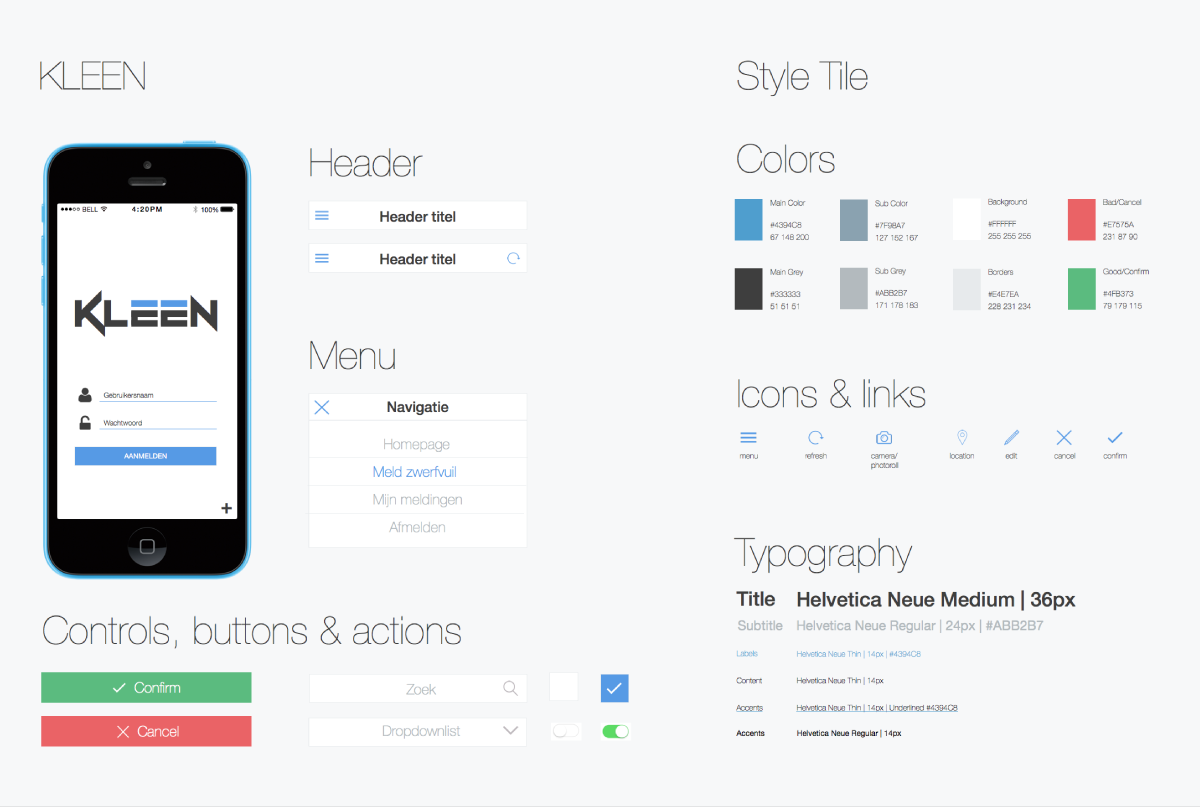 KLEEN
Style Tile
BELL 4:20PM 100%
KLEEN
Gebruikersnaam
Wachtwoord
AANMELDEN
Header
Header titel
Header titel
Menu
Navigatie
Homepage
Meld zwerfvuil
Mijn meldingen
Afmelden
Controls, buttons & actions
Confirm
Cancel
Zoek
Dropdownlist
Colors
Main Color
#4394C8
67 148 200
Sub Color
#7F98A7
127 152 167
Background
#FFFFFF
255 255 255
Bad/Cancel
#E7575A
231 87 90
Main Grey
#333333
51 51 51
Sub Grey
#ABB2B7
171 178 183
Borders
#E4E7EA
228 231 234
Good/Confirm
#4FB373
79 179 115
Icons & links
menu
refresh
camera/
photoroll
location
edit
cancel
confirm
Typography
Title Helvetica Neue Medium | 36px
Subtitle Helvetica Neue Regular | 24px | #ABB2B7
Labels Helvetica Neue Thin | 14px | #4394C8
Content Helvetica Neue Thin | 14px
Accents Helvetica Neue Thin | 14px | Underlined #4394C8
Accents Helvetica Neue Regular | 14px